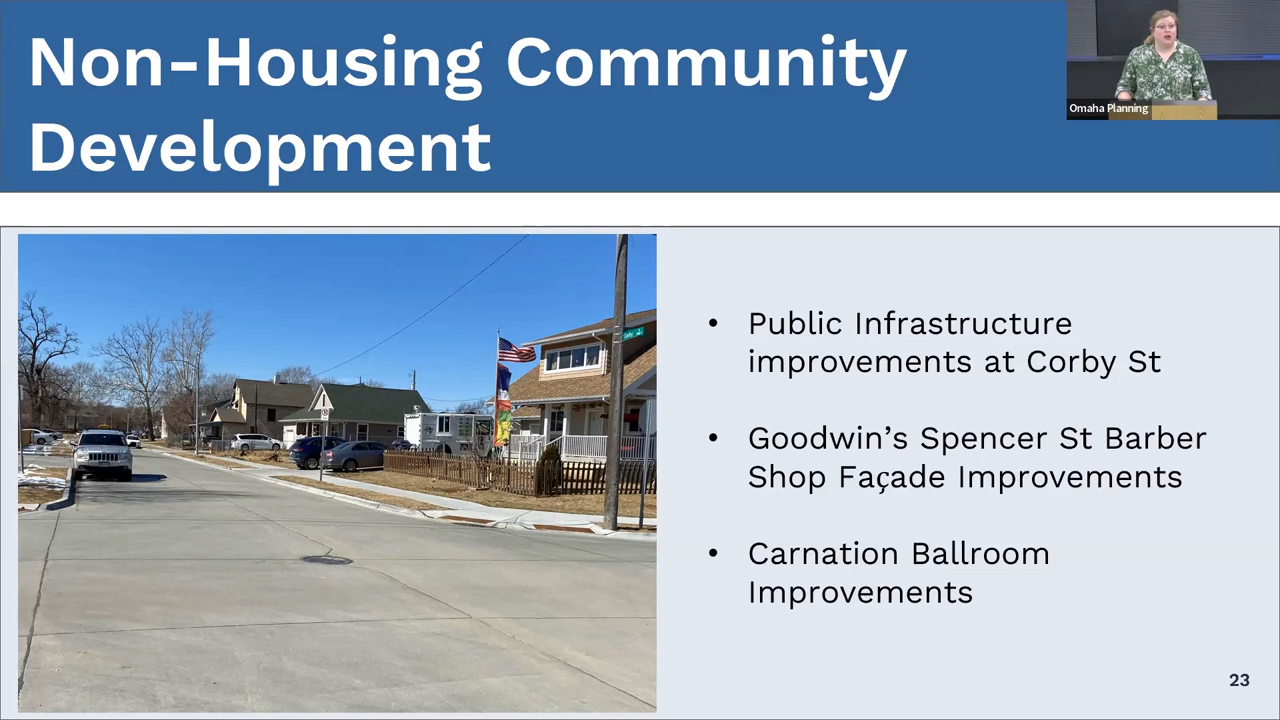 Non-Housing Community
Development
Omaha Planning
• Public Infrastructure
improvements at Corby St
• Goodwin’s Spencer St Barber
Shop Façade Improvements
• Carnation Ballroom
Improvements
23